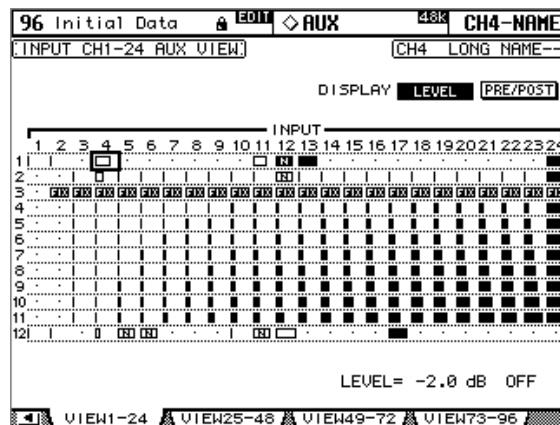 96 Initial Data EDIT AUX 48K CH4-NAME
INPUT CH1-24 AUX VIEW CH4 LONG NAME--
DISPLAY LEVEL PRE/POST
INPUT
1 2 3 4 5 6 7 8 9 10 11 12 13 14 15 16 17 18 19 20 21 22 23 24
1 N
2 N
3 FIX FIX FIX FIX FIX FIX FIX FIX FIX FIX FIX FIX FIX FIX FIX FIX FIX FIX FIX FIX FIX FIX
4
5
6
7
8
9
10
11
12 N N N
LEVEL= -2.0 dB OFF
VIEW1-24 VIEW25-48 VIEW49-72 VIEW73-96